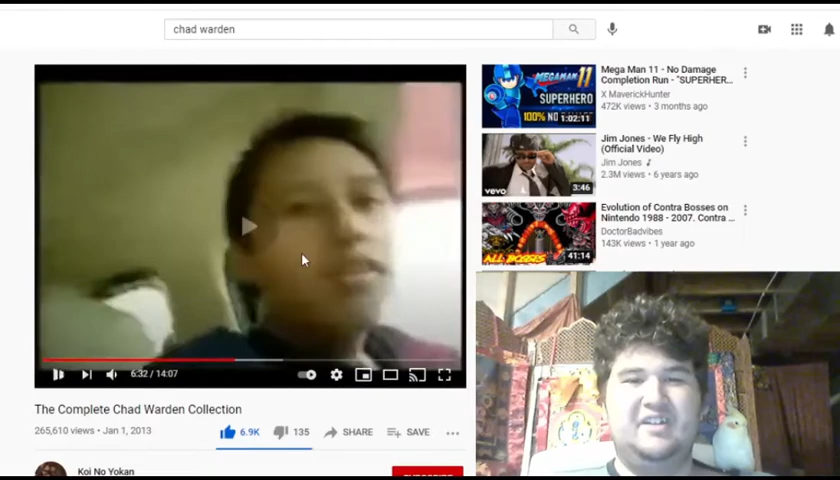 chad warden
MEGAMAN 11
SUPERHERO
100% NO
1:02:11
Mega Man 11 - No Damage
Completion Run - "SUPERHER...
X MaverickHunter
472K views • 3 months ago
vevo
3:46
Jim Jones - We Fly High
(Official Video)
Jim Jones
2.3M views • 6 years ago
ALL BOSSES
41:14
Evolution of Contra Bosses on
Nintendo 1988 - 2007. Contra ...
DoctorBadvibes
143K views • 1 year ago
6:32 / 14:07
The Complete Chad Warden Collection
265,610 views • Jan 1, 2013
6.9K
135
SHARE
SAVE
Koi No Yokan
SUBSCRIBE